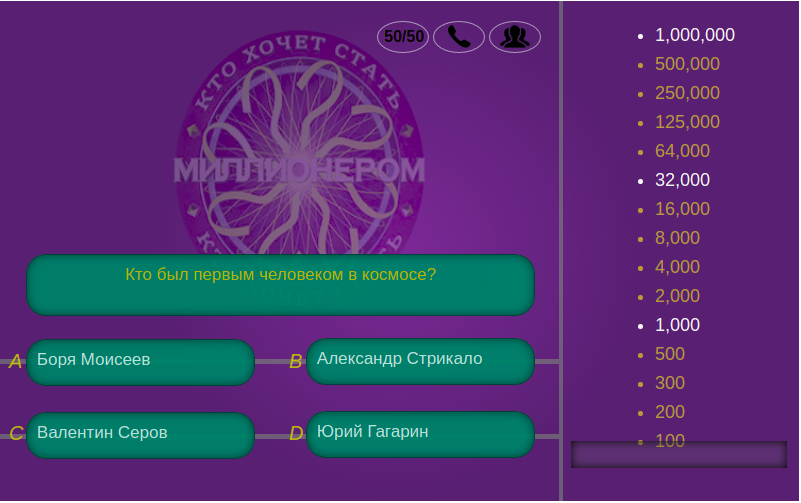 50/50
КТО ХОЧЕТ СТАТЬ
МИЛЛИОНЕРОМ
Кто был первым человеком в космосе?
A Боря Моисеев
B Александр Стрикало
C Валентин Серов
D Юрий Гагарин
1,000,000
500,000
250,000
125,000
64,000
32,000
16,000
8,000
4,000
2,000
1,000
500
300
200
100